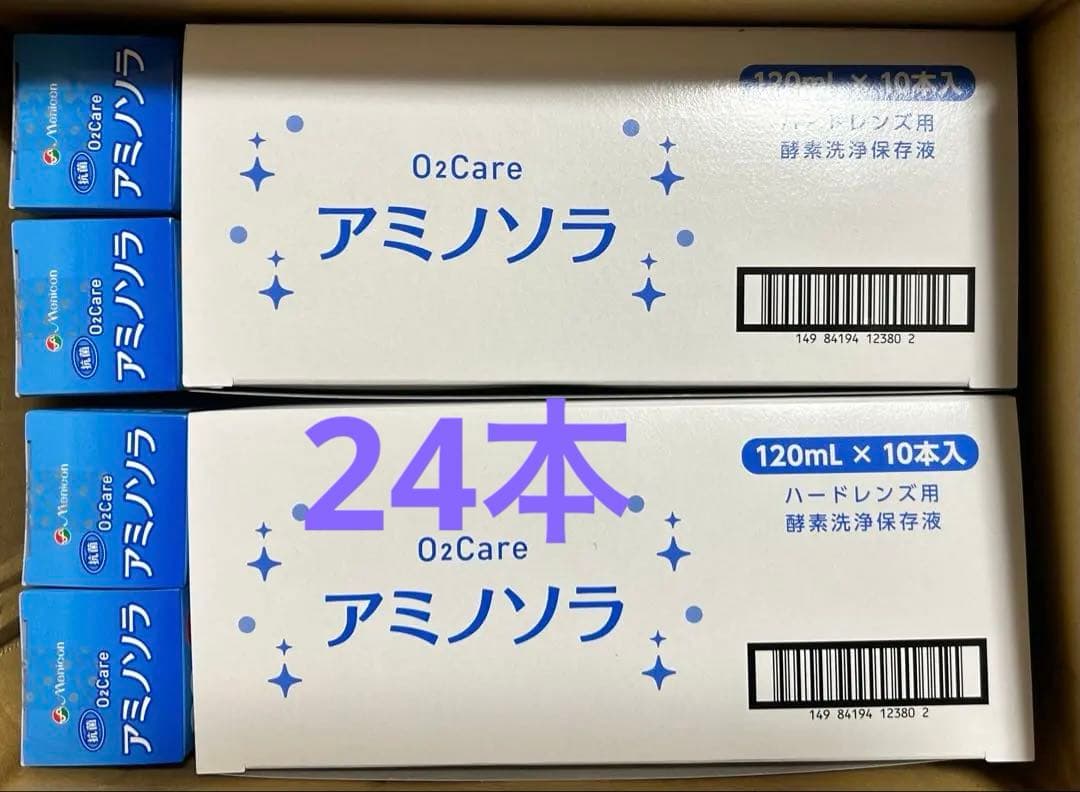 Menicon
抗菌
O2Care
アミノソラ
Menicon
抗菌
O2Care
アミノソラ
Menicon
抗菌
O2Care
アミノソラ
Menicon
抗菌
O2Care
アミノソラ
120mL × 10本入
ハードレンズ用
酵素洗浄保存液
O2Care
アミノソラ
149 84194 12380 2
24本
120mL × 10本入
ハードレンズ用
酵素洗浄保存液
O2Care
アミノソラ
149 84194 12380 2